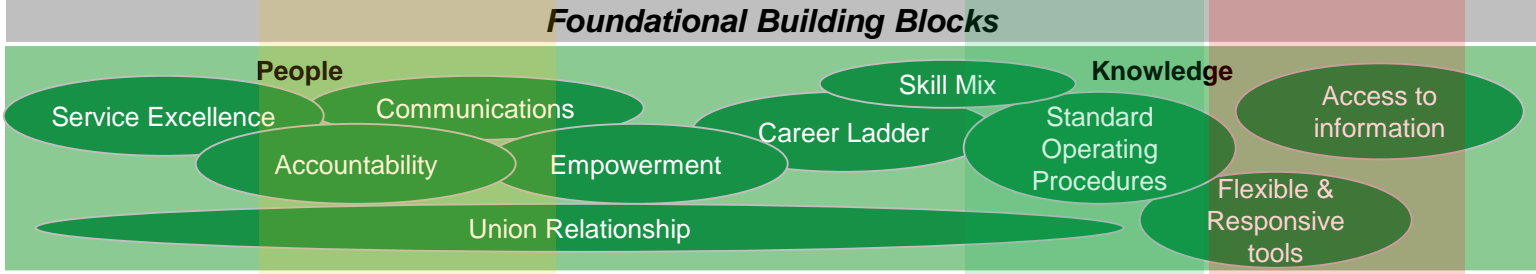 Foundational Building Blocks
People
Knowledge
Service Excellence
Communications
Accountability
Empowerment
Union Relationship
Career Ladder
Skill Mix
Standard
Operating
Procedures
Access to
information
Flexible &
Responsive
tools